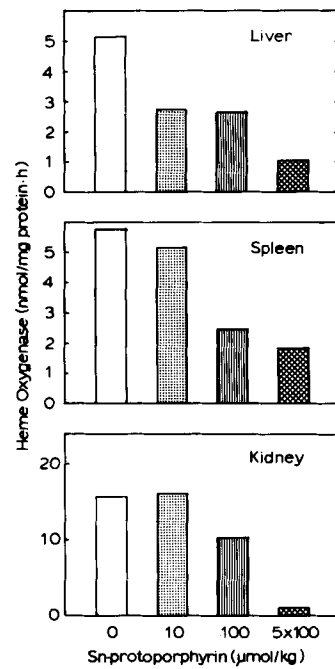 Heme Oxygenase (nmol/mg protein·h)
Liver
5
4
3
2
1
0
Spleen
5
4
3
2
1
0
Kidney
20
10
0
0 10 100 5x100
Sn-protoporphyrin (μmol/kg)